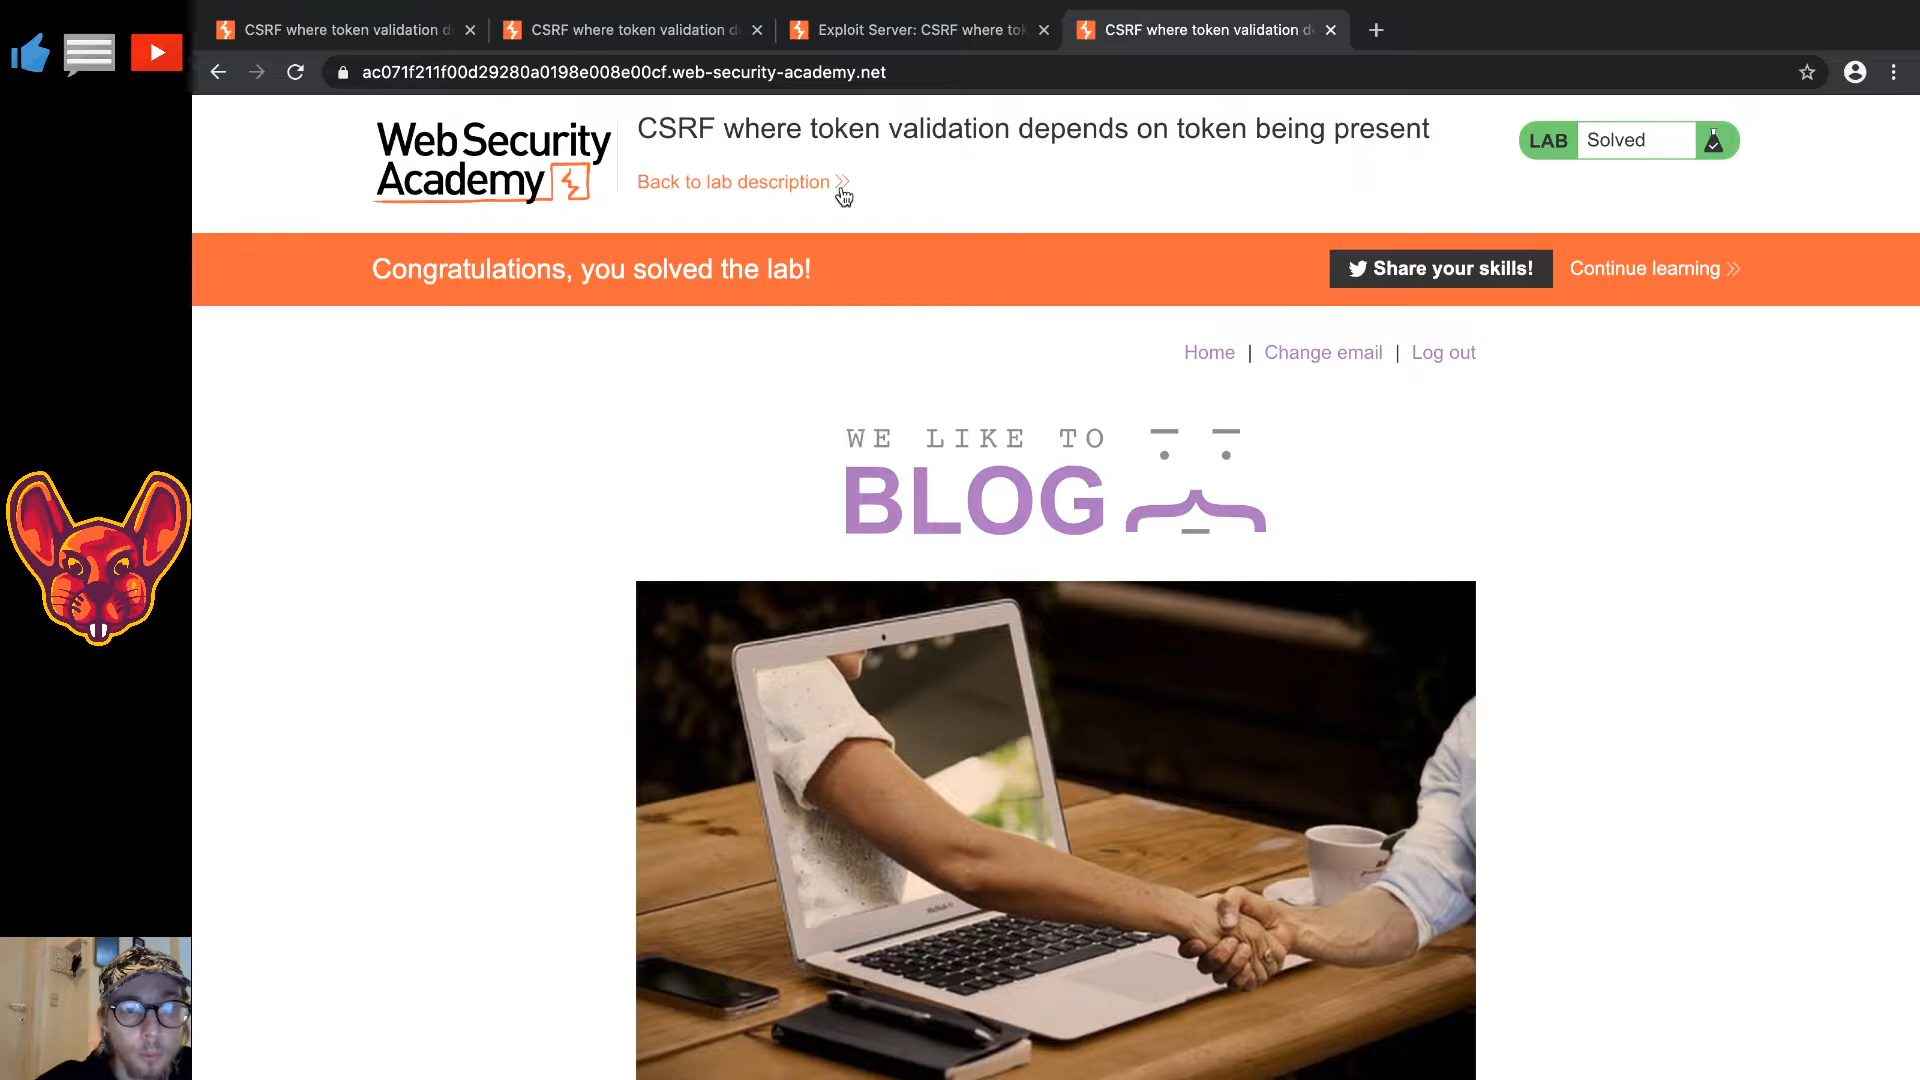 CSRF where token validation d
CSRF where token validation d
Exploit Server: CSRF where to
CSRF where token validation d
ac071f211f00d29280a0198e008e00cf.web-security-academy.net
Web Security
Academy
CSRF where token validation depends on token being present
Back to lab description
LAB Solved
Congratulations, you solved the lab!
Share your skills!
Continue learning
Home | Change email | Log out
WE LIKE TO
BLOG